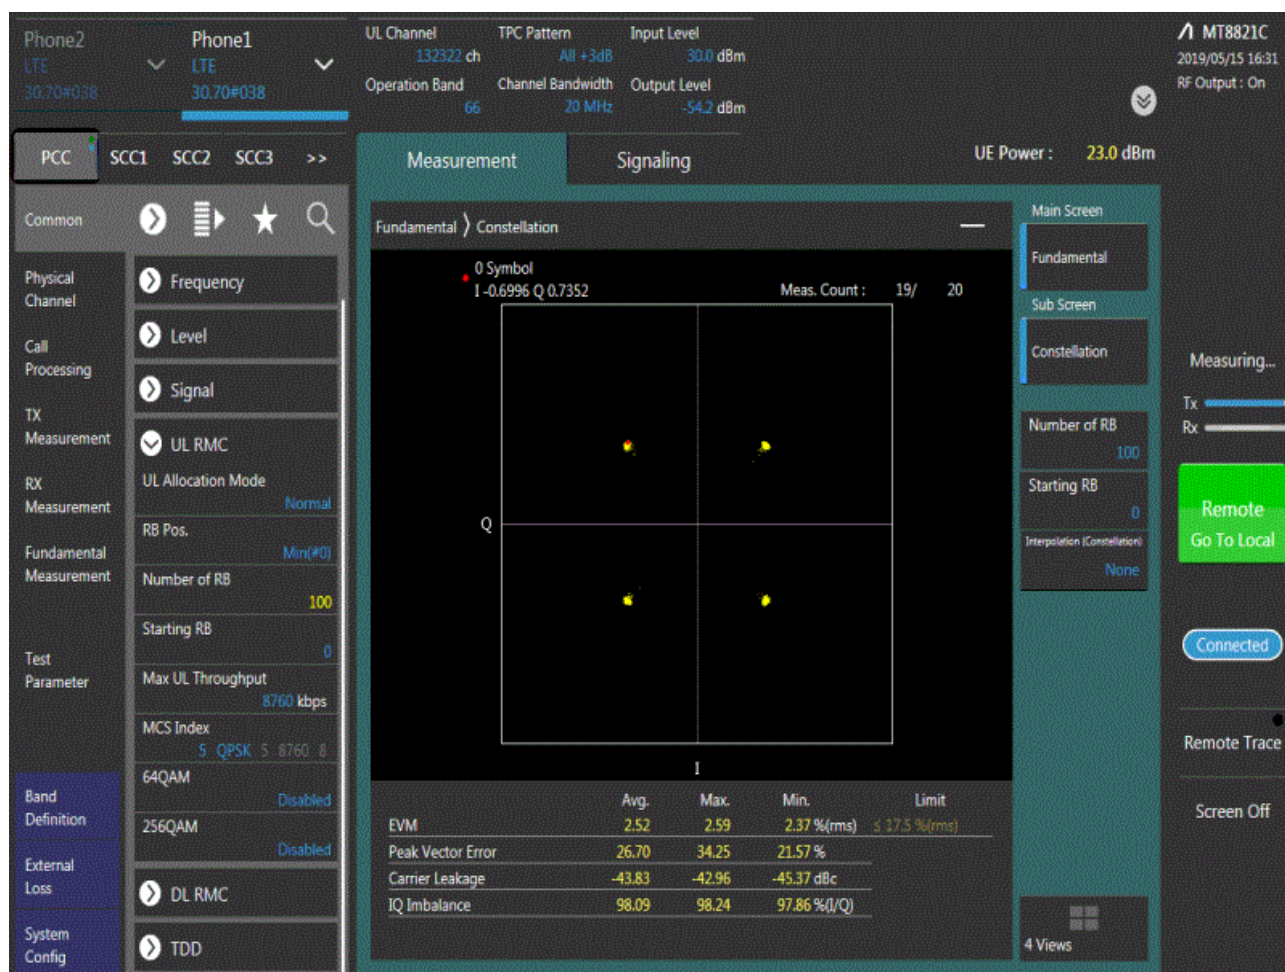 Phone2
LTE
30.70#038
Phone1
LTE
30.70#038
UL Channel
132322 ch
TPC Pattern
All +3dB
Input Level
30.0 dBm
Operation Band
66
Channel Bandwidth
20 MHz
Output Level
-54.2 dBm
MT8821C
2019/05/15 16:31
RF Output : On
PCC SCC1 SCC2 SCC3 >>
Measurement
Signaling
UE Power : 23.0 dBm
Common
Physical
Channel
Call
Processing
TX
Measurement
RX
Measurement
Fundamental
Measurement
Test
Parameter
Band
Definition
External
Loss
System
Config
Frequency
Level
Signal
UL RMC
UL Allocation Mode
Normal
RB Pos.
Min(#0)
Number of RB
100
Starting RB
0
Max UL Throughput
8760 kbps
MCS Index
5 QPSK 5 8760 8
64QAM
Disabled
256QAM
Disabled
DL RMC
TDD
Fundamental 〉 Constellation
0 Symbol
I -0.6996 Q 0.7352
Meas. Count : 19/ 20
Q
I
Avg. Max. Min. Limit
EVM 2.52 2.59 2.37 %(rms) ≤ 17.5 %(rms)
Peak Vector Error 26.70 34.25 21.57 %
Carrier Leakage -43.83 -42.96 -45.37 dBc
IQ Imbalance 98.09 98.24 97.86 %(I/Q)
Main Screen
Fundamental
Sub Screen
Constellation
Number of RB
100
Starting RB
0
Interpolation (Constellation)
None
4 Views
Measuring...
Tx
Rx
Remote
Go To Local
Connected
Remote Trace
Screen Off